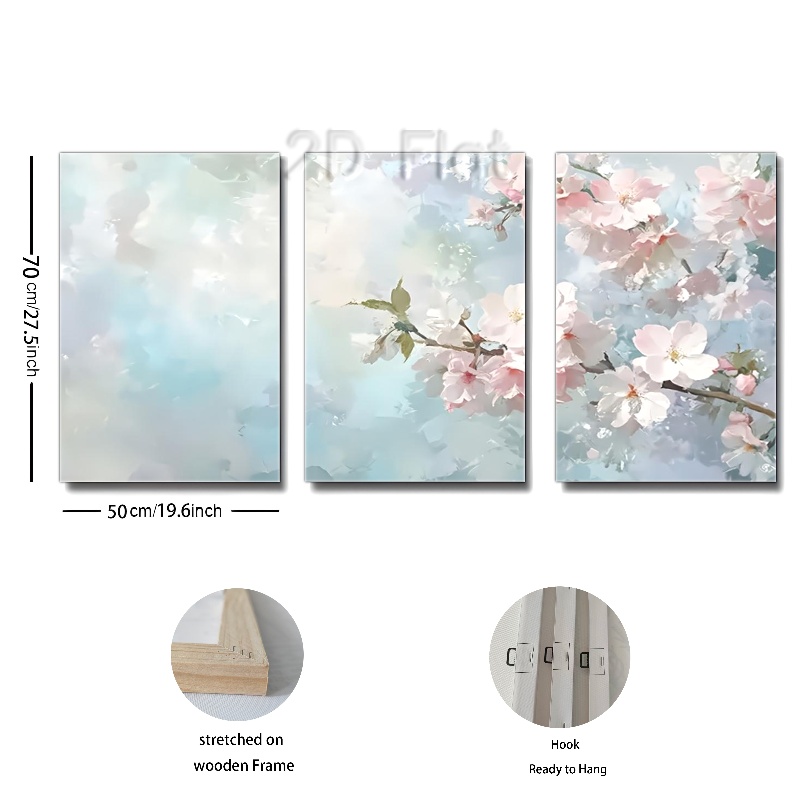 2D Flat
70 cm/27.5inch
50cm/19.6inch
stretched on
wooden Frame
Hook
Ready to Hang